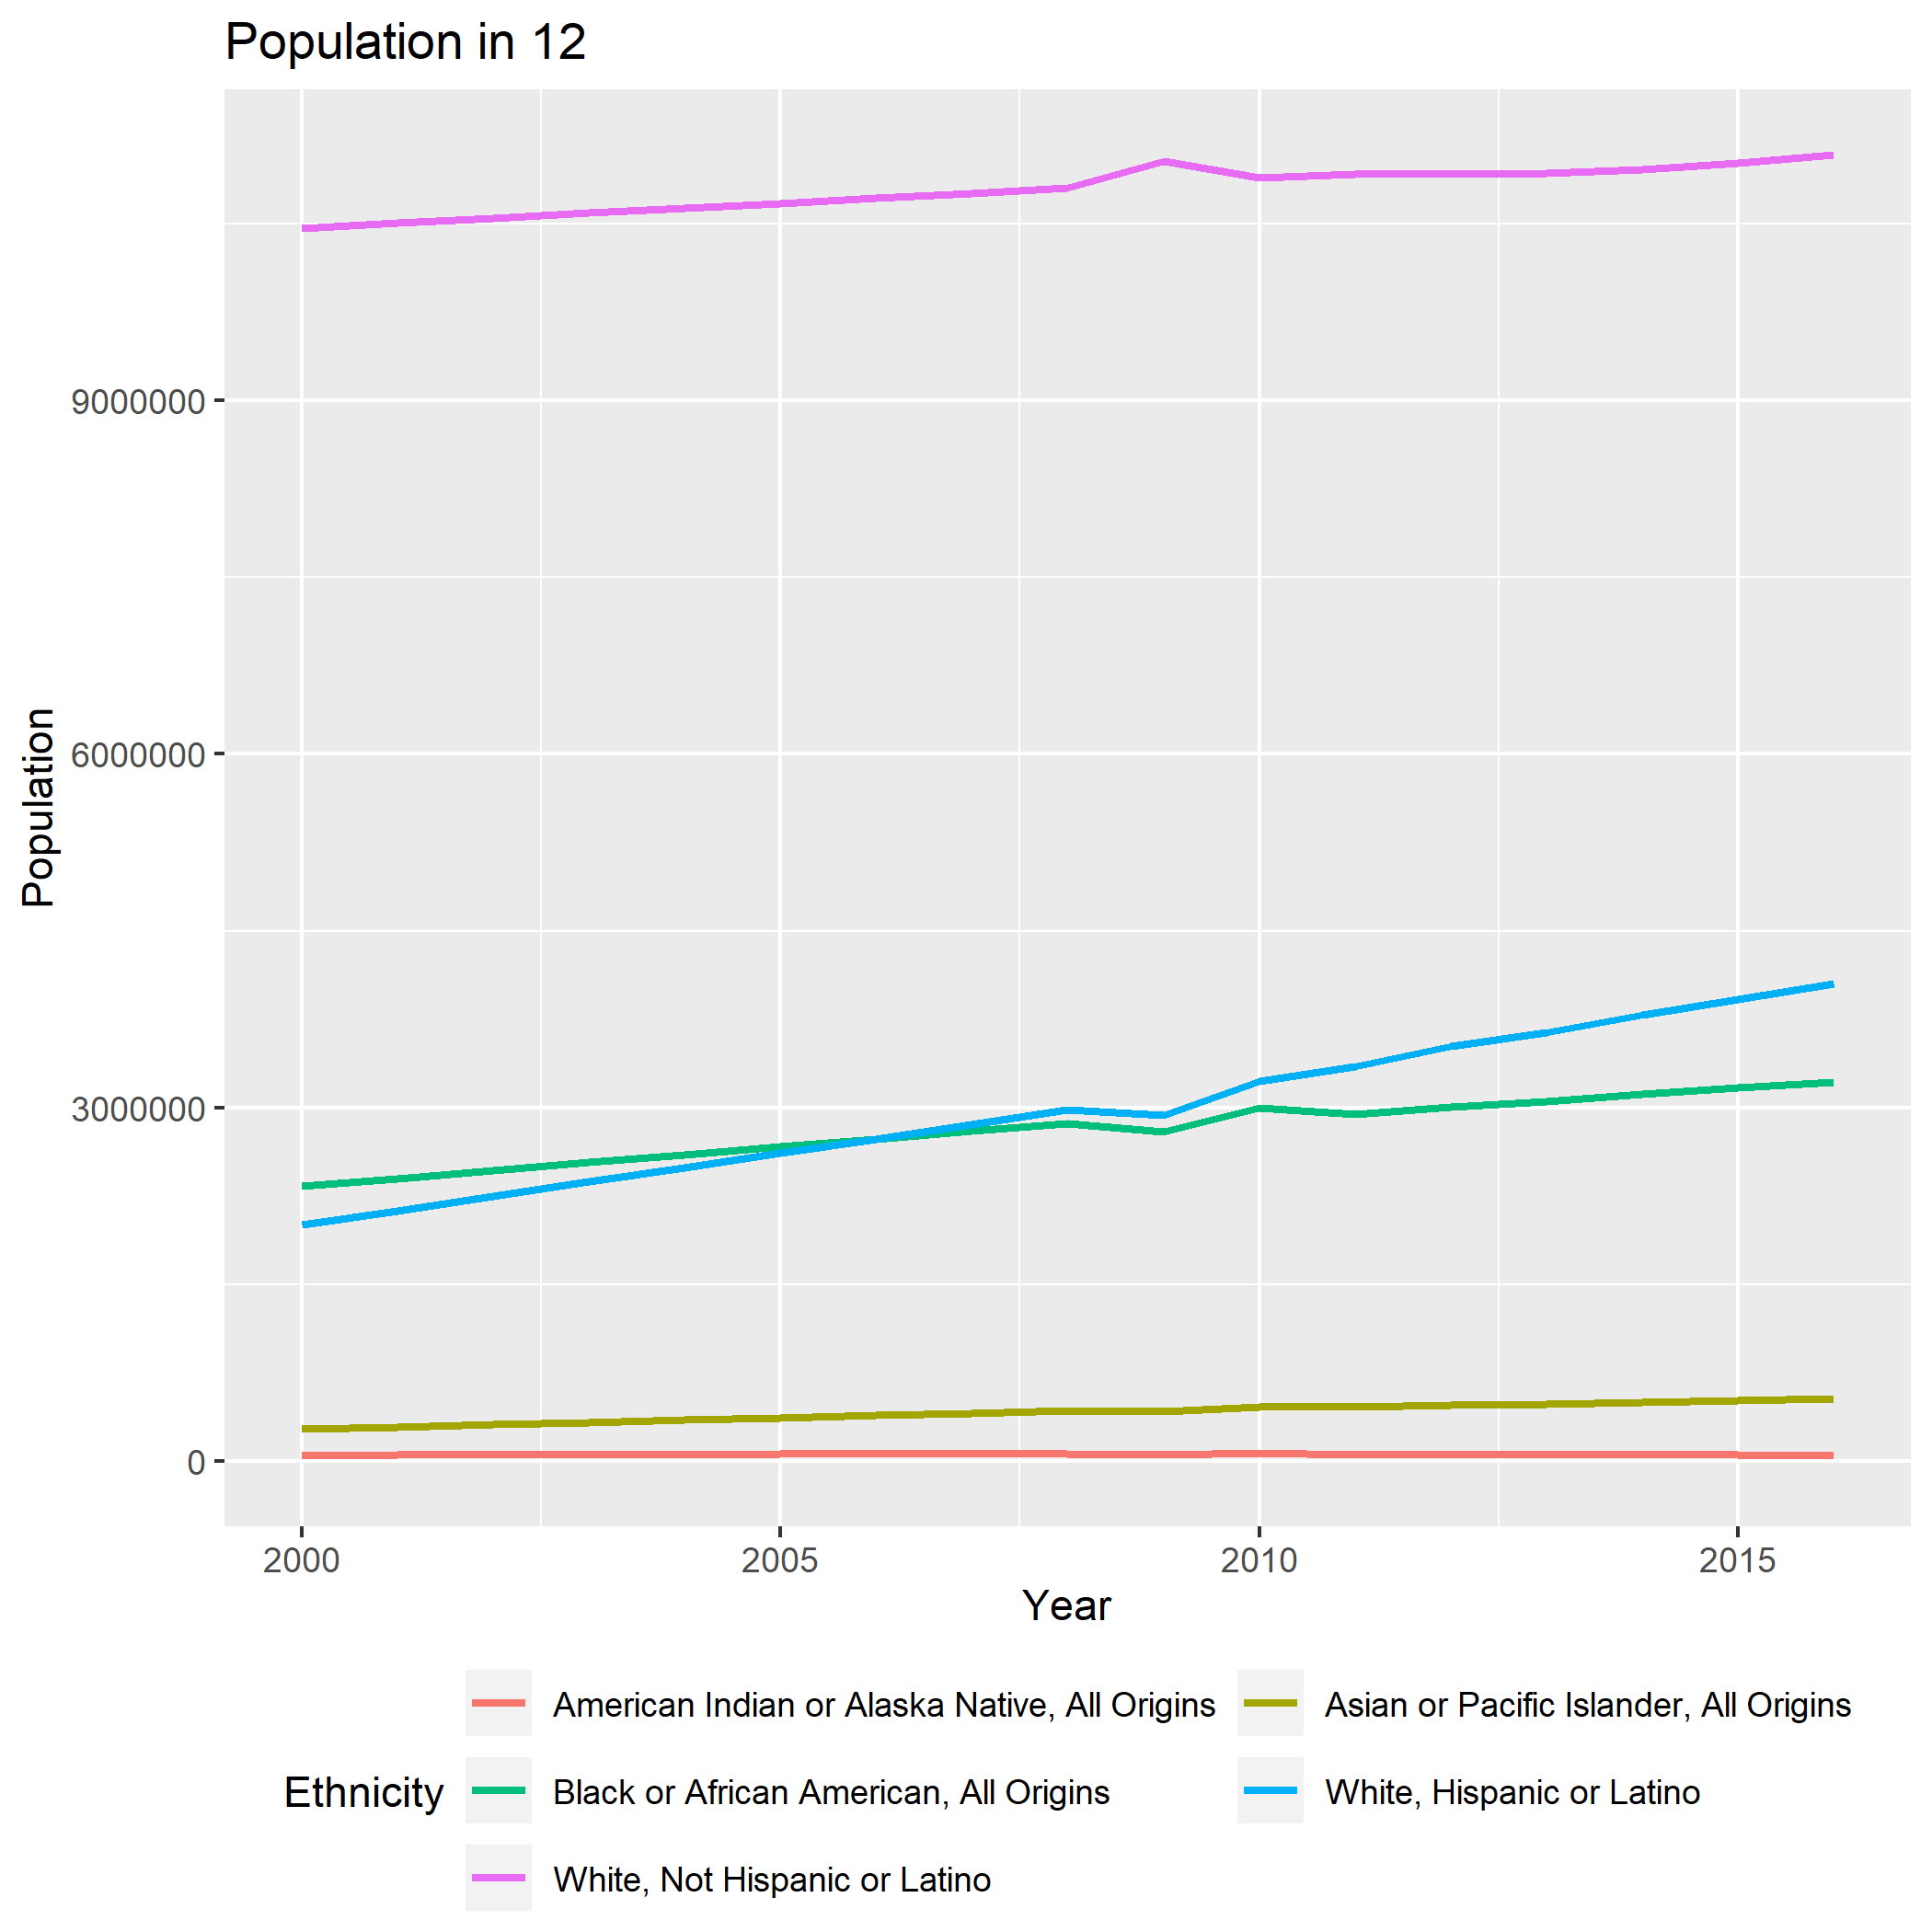 Population in 12
Population
9000000
6000000
3000000
0
2000
2005
2010
2015
Year
Ethnicity
American Indian or Alaska Native, All Origins
Asian or Pacific Islander, All Origins
Black or African American, All Origins
White, Hispanic or Latino
White, Not Hispanic or Latino